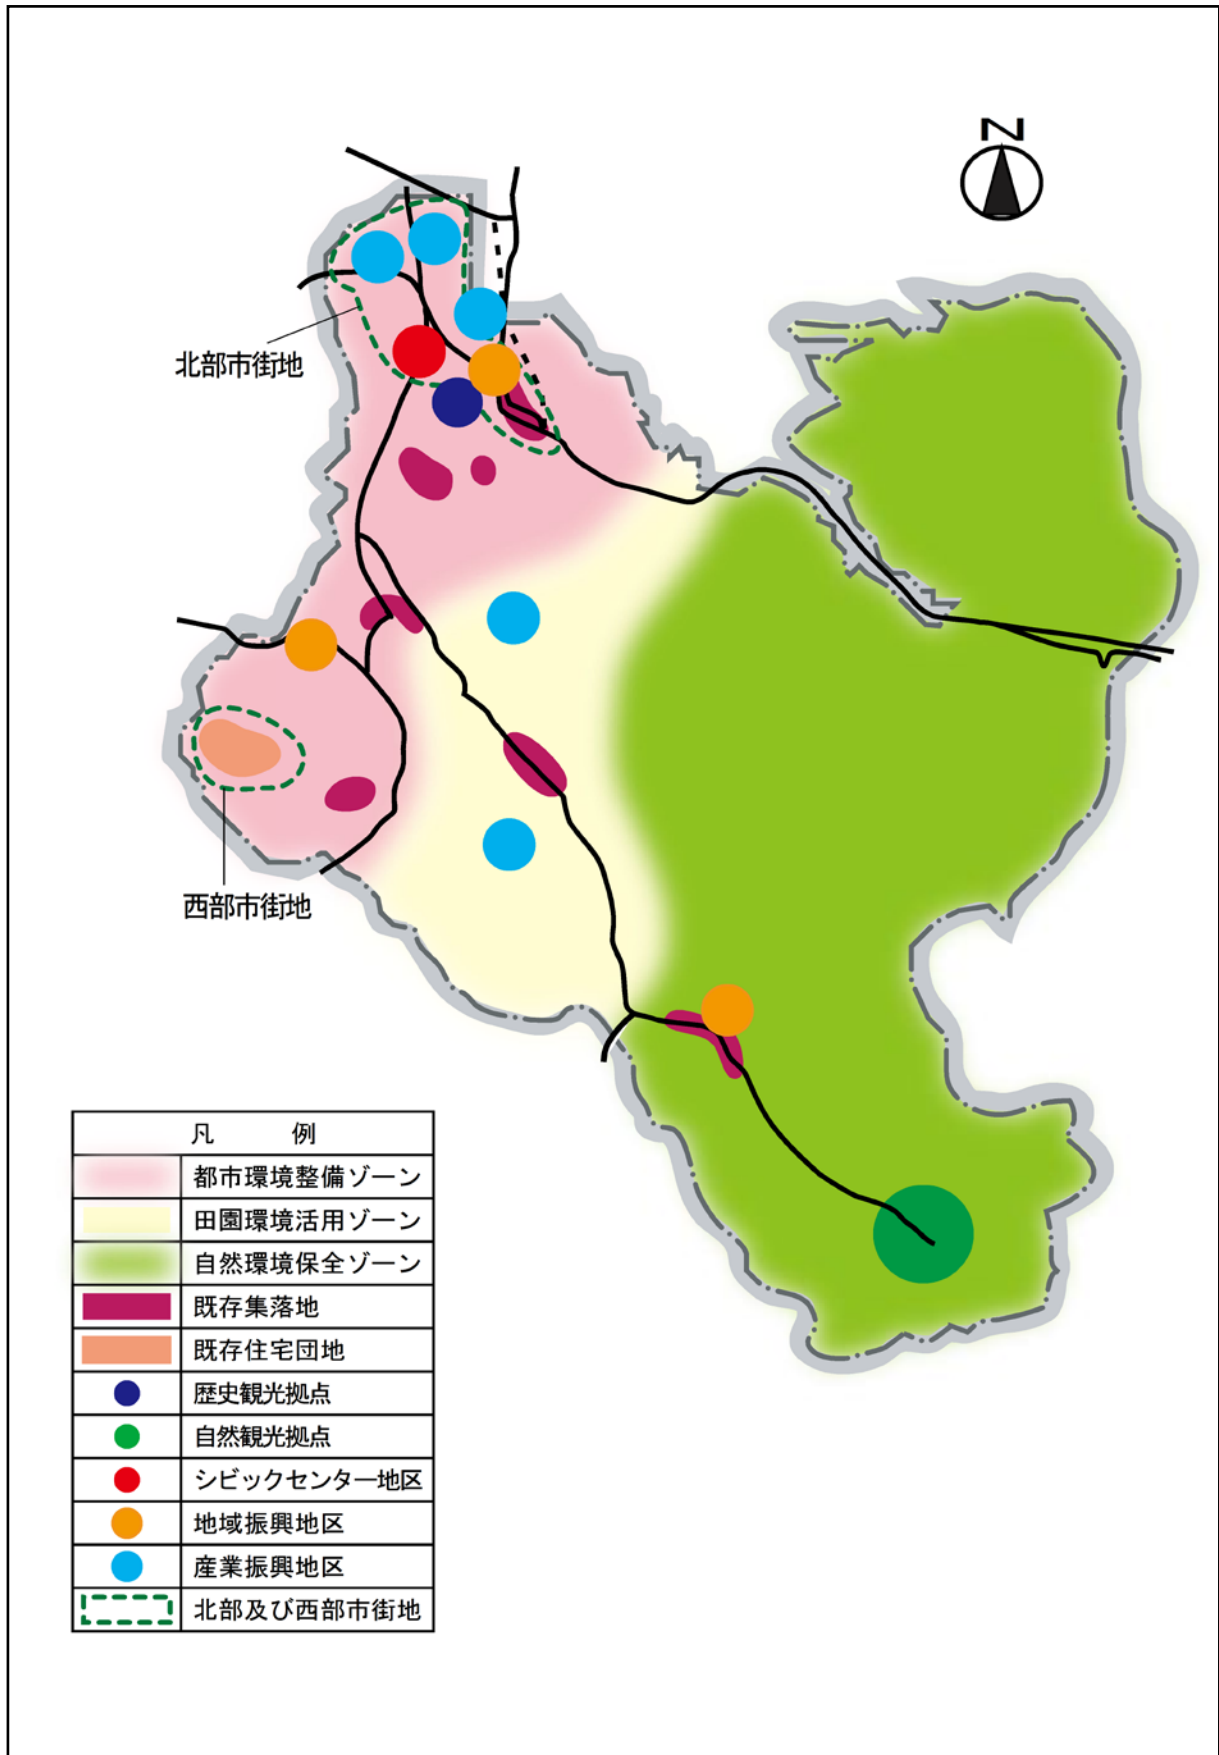 N
北部市街地
西部市街地
凡 例
都市環境整備ゾーン
田園環境活用ゾーン
自然環境保全ゾーン
既存集落地
既存住宅団地
歴史観光拠点
自然観光拠点
シビックセンター地区
地域振興地区
産業振興地区
北部及び西部市街地